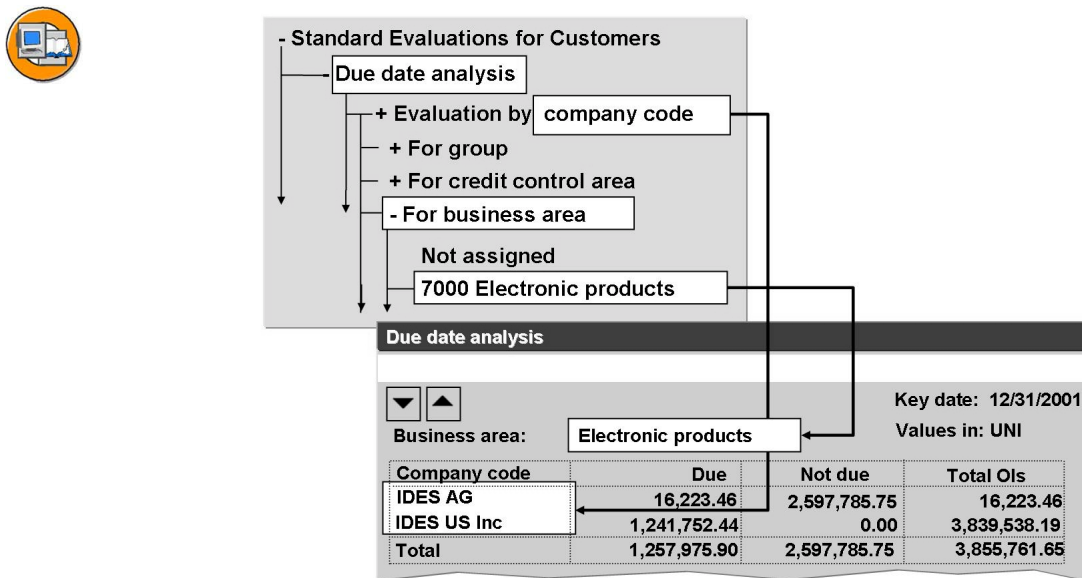 - Standard Evaluations for Customers
- Due date analysis
+ Evaluation by company code
+ For group
+ For credit control area
- For business area
Not assigned
7000 Electronic products
Due date analysis
Key date: 12/31/2001
Business area: Electronic products Values in: UNI
Company code Due Not due Total OIs
IDES AG 16,223.46 2,597,785.75 16,223.46
IDES US Inc 1,241,752.44 0.00 3,839,538.19
Total 1,257,975.90 2,597,785.75 3,855,761.65